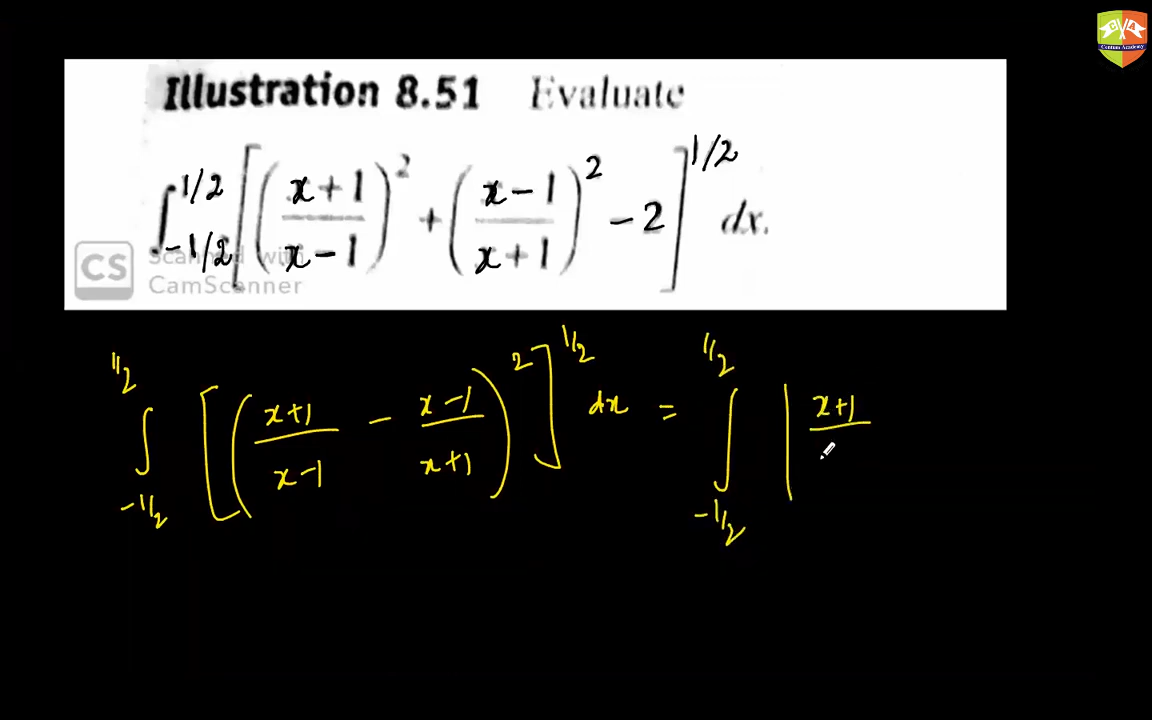 Centum Academy
Illustration 8.51 Evaluate
∫_{-1/2}^{1/2} [((x+1)/(x-1))^2 + ((x-1)/(x+1))^2 - 2]^{1/2} dx.
CS Scanned with
CamScanner
∫_{-1/2}^{1/2} [((x+1)/(x-1) - (x-1)/(x+1))^2]^{1/2} dx = ∫_{-1/2}^{1/2} | (x+1)/